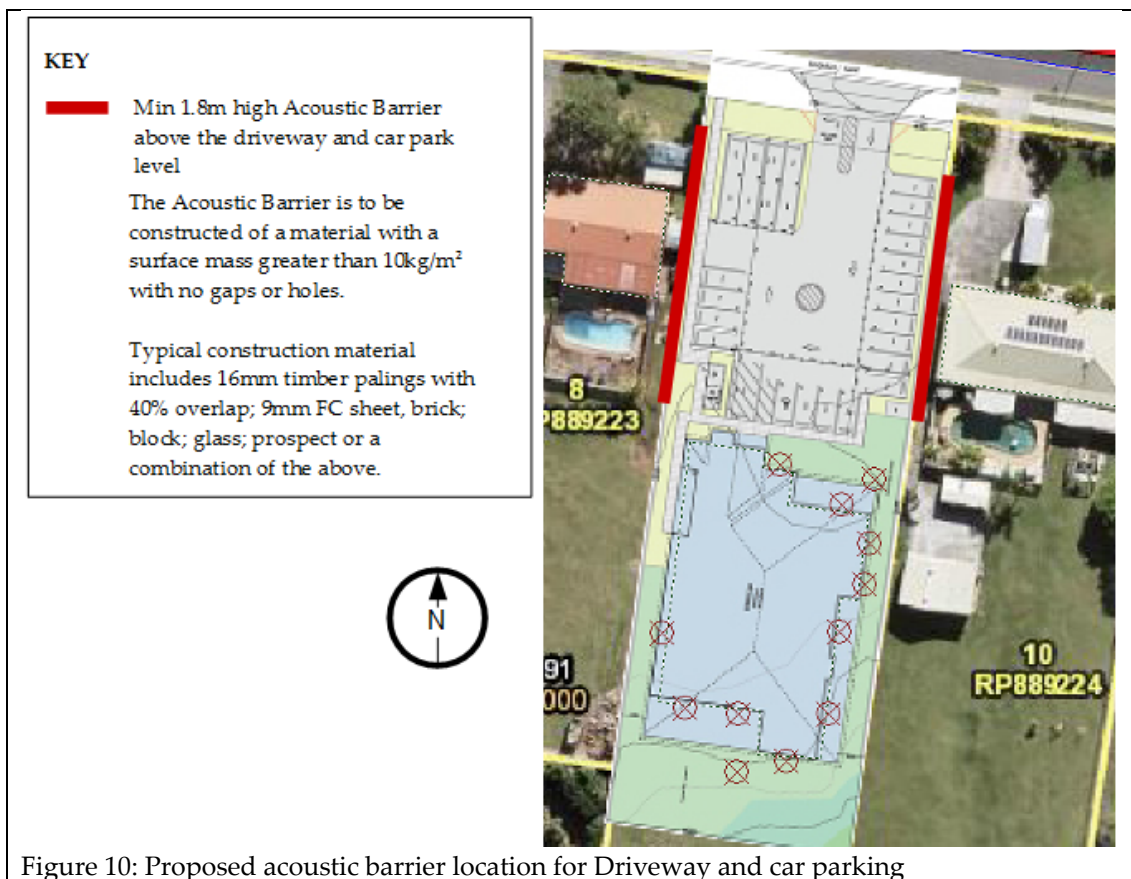 KEY
Min 1.8m high Acoustic Barrier
above the driveway and car park
level
The Acoustic Barrier is to be
constructed of a material with a
surface mass greater than 10kg/m²
with no gaps or holes.
Typical construction material
includes 16mm timber palings with
40% overlap; 9mm FC sheet, brick;
block; glass; prospect or a
combination of the above.
N
8
P889223
91
000
10
RP889224
Figure 10: Proposed acoustic barrier location for Driveway and car parking